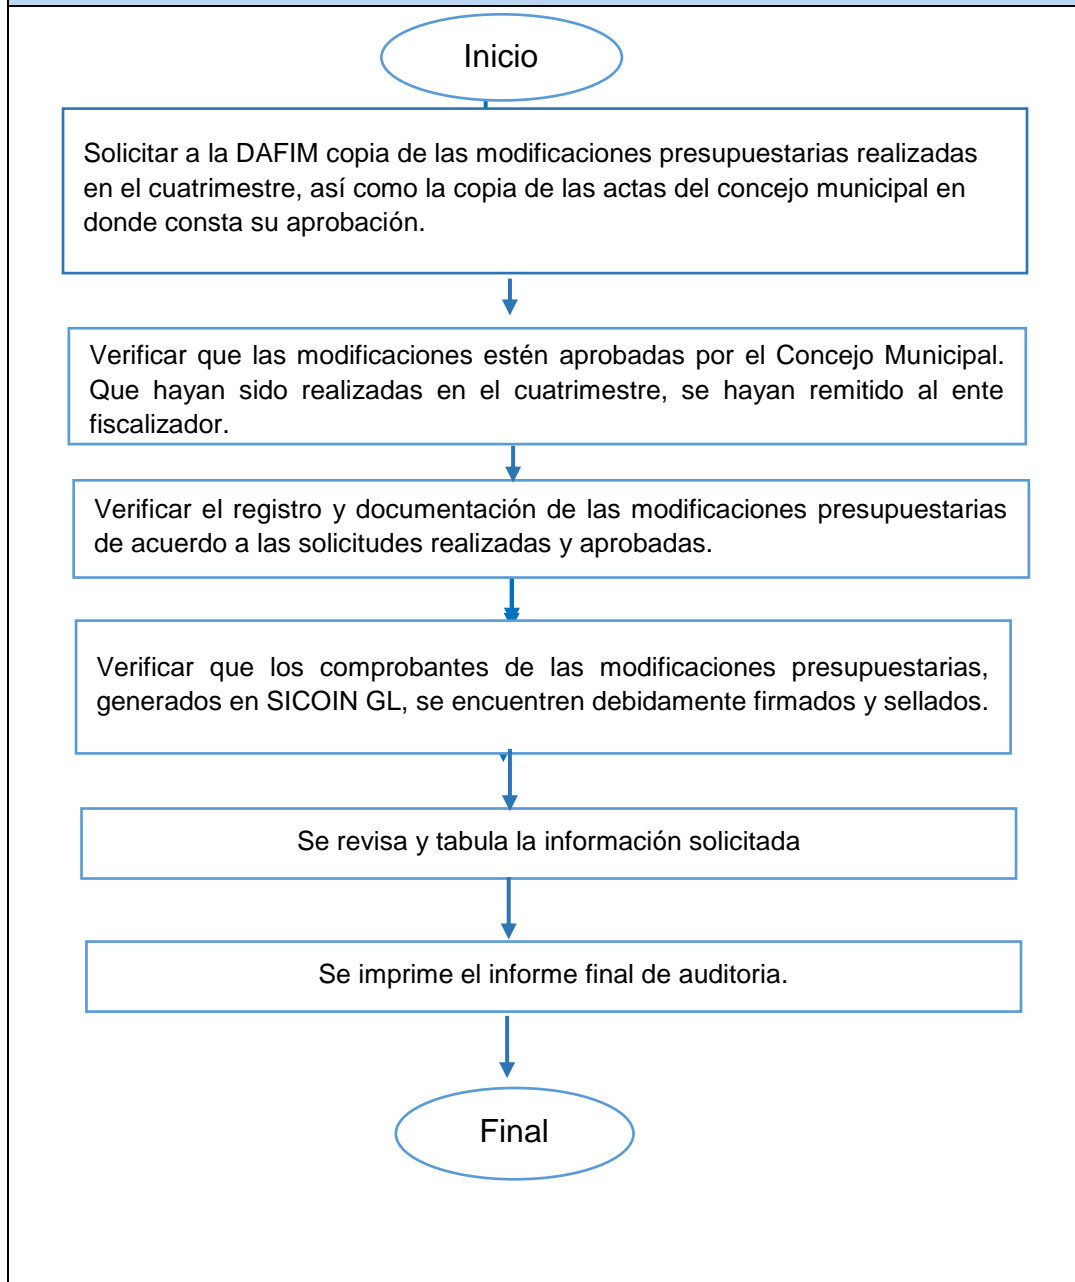 Inicio
Solicitar a la DAFIM copia de las modificaciones presupuestarias realizadas
en el cuatrimestre, así como la copia de las actas del concejo municipal en
donde consta su aprobación.
Verificar que las modificaciones estén aprobadas por el Concejo Municipal.
Que hayan sido realizadas en el cuatrimestre, se hayan remitido al ente
fiscalizador.
Verificar el registro y documentación de las modificaciones presupuestarias
de acuerdo a las solicitudes realizadas y aprobadas.
Verificar que los comprobantes de las modificaciones presupuestarias,
generados en SICOIN GL, se encuentren debidamente firmados y sellados.
Se revisa y tabula la información solicitada
Se imprime el informe final de auditoria.
Final